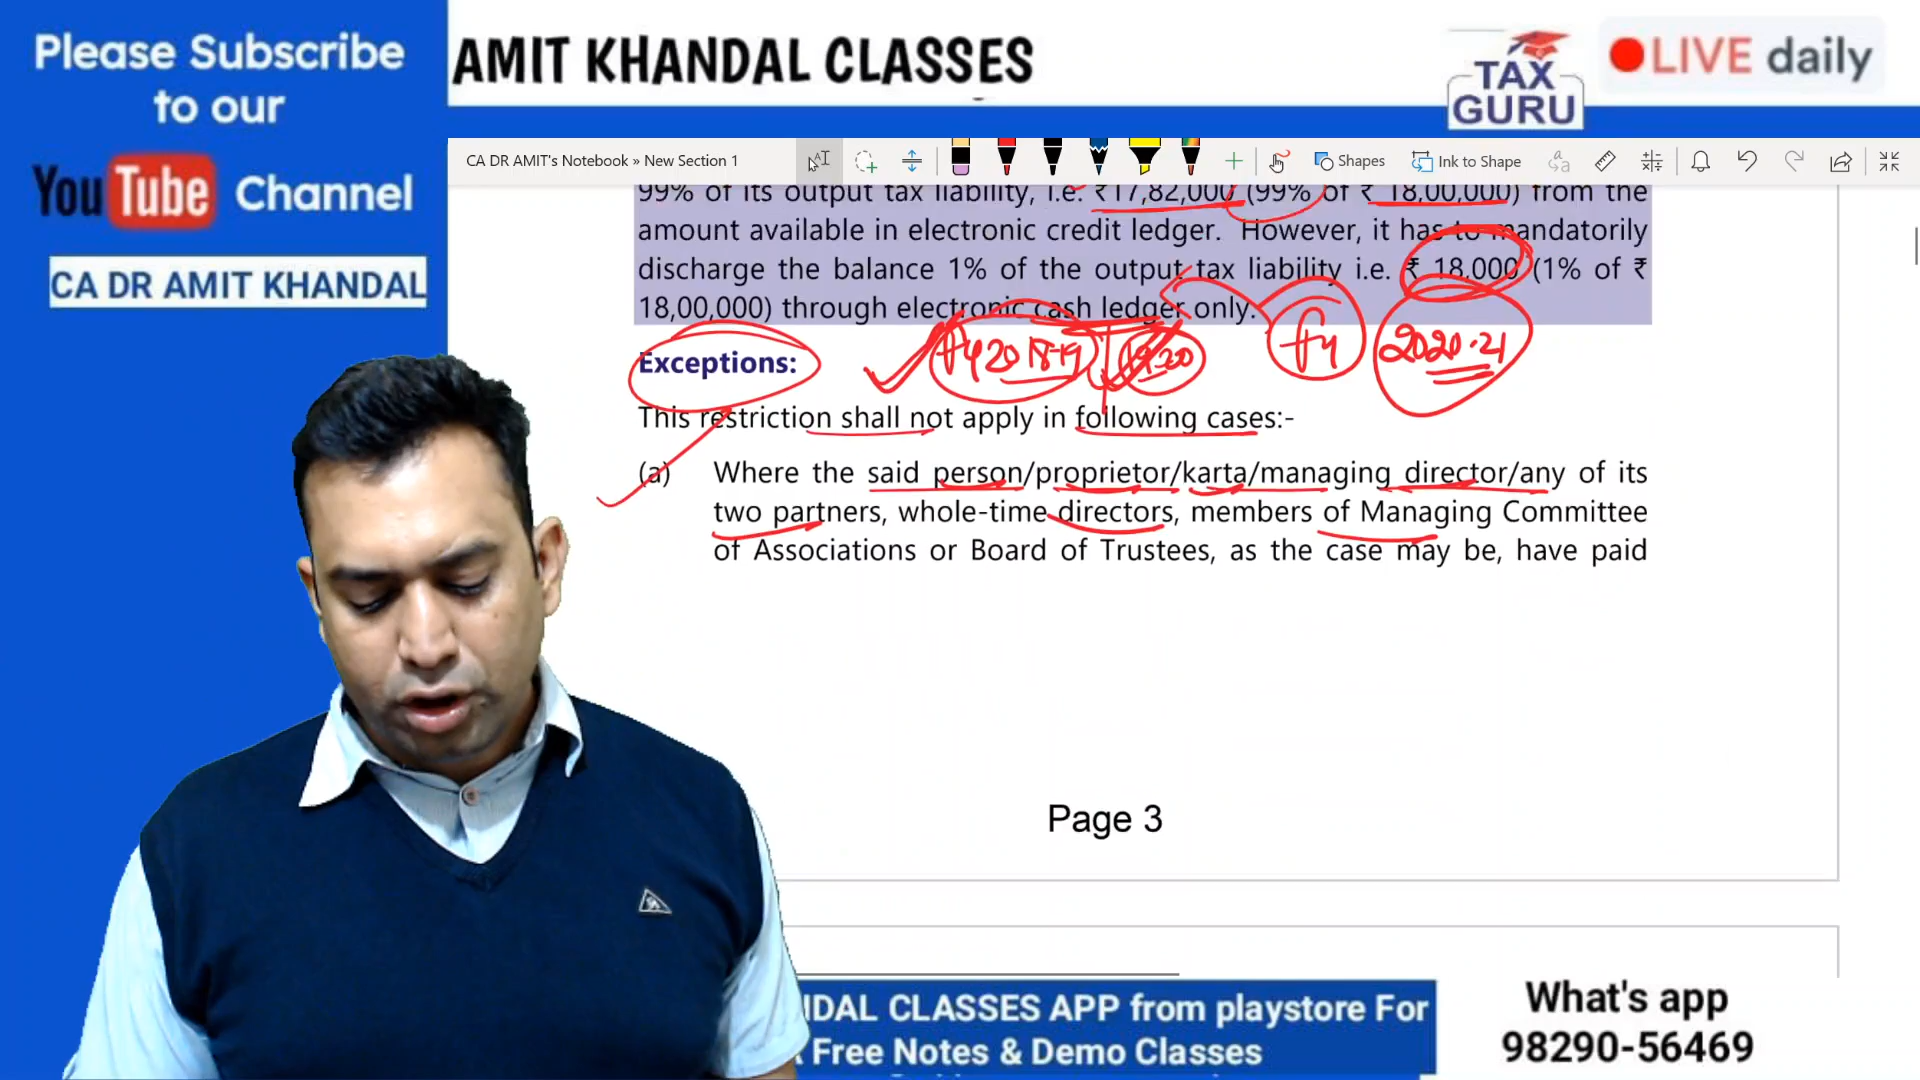 Please Subscribe
to our
YouTube Channel
CA DR AMIT KHANDAL
AMIT KHANDAL CLASSES
TAX
GURU
LIVE daily
CA DR AMIT's Notebook » New Section 1
Shapes
Ink to Shape
99% of its output tax liability, i.e. ₹17,82,000 (99% of ₹ 18,00,000) from the
amount available in electronic credit ledger. However, it has to mandatorily
discharge the balance 1% of the output tax liability i.e. ₹ 18,000 (1% of ₹
18,00,000) through electronic cash ledger only.
Exceptions:
fy 2018-19
19-20
fy
2020-21
This restriction shall not apply in following cases:-
(a) Where the said person/proprietor/karta/managing director/any of its
two partners, whole-time directors, members of Managing Committee
of Associations or Board of Trustees, as the case may be, have paid
Page 3
DAL CLASSES APP from playstore For
Free Notes & Demo Classes
What's app
98290-56469